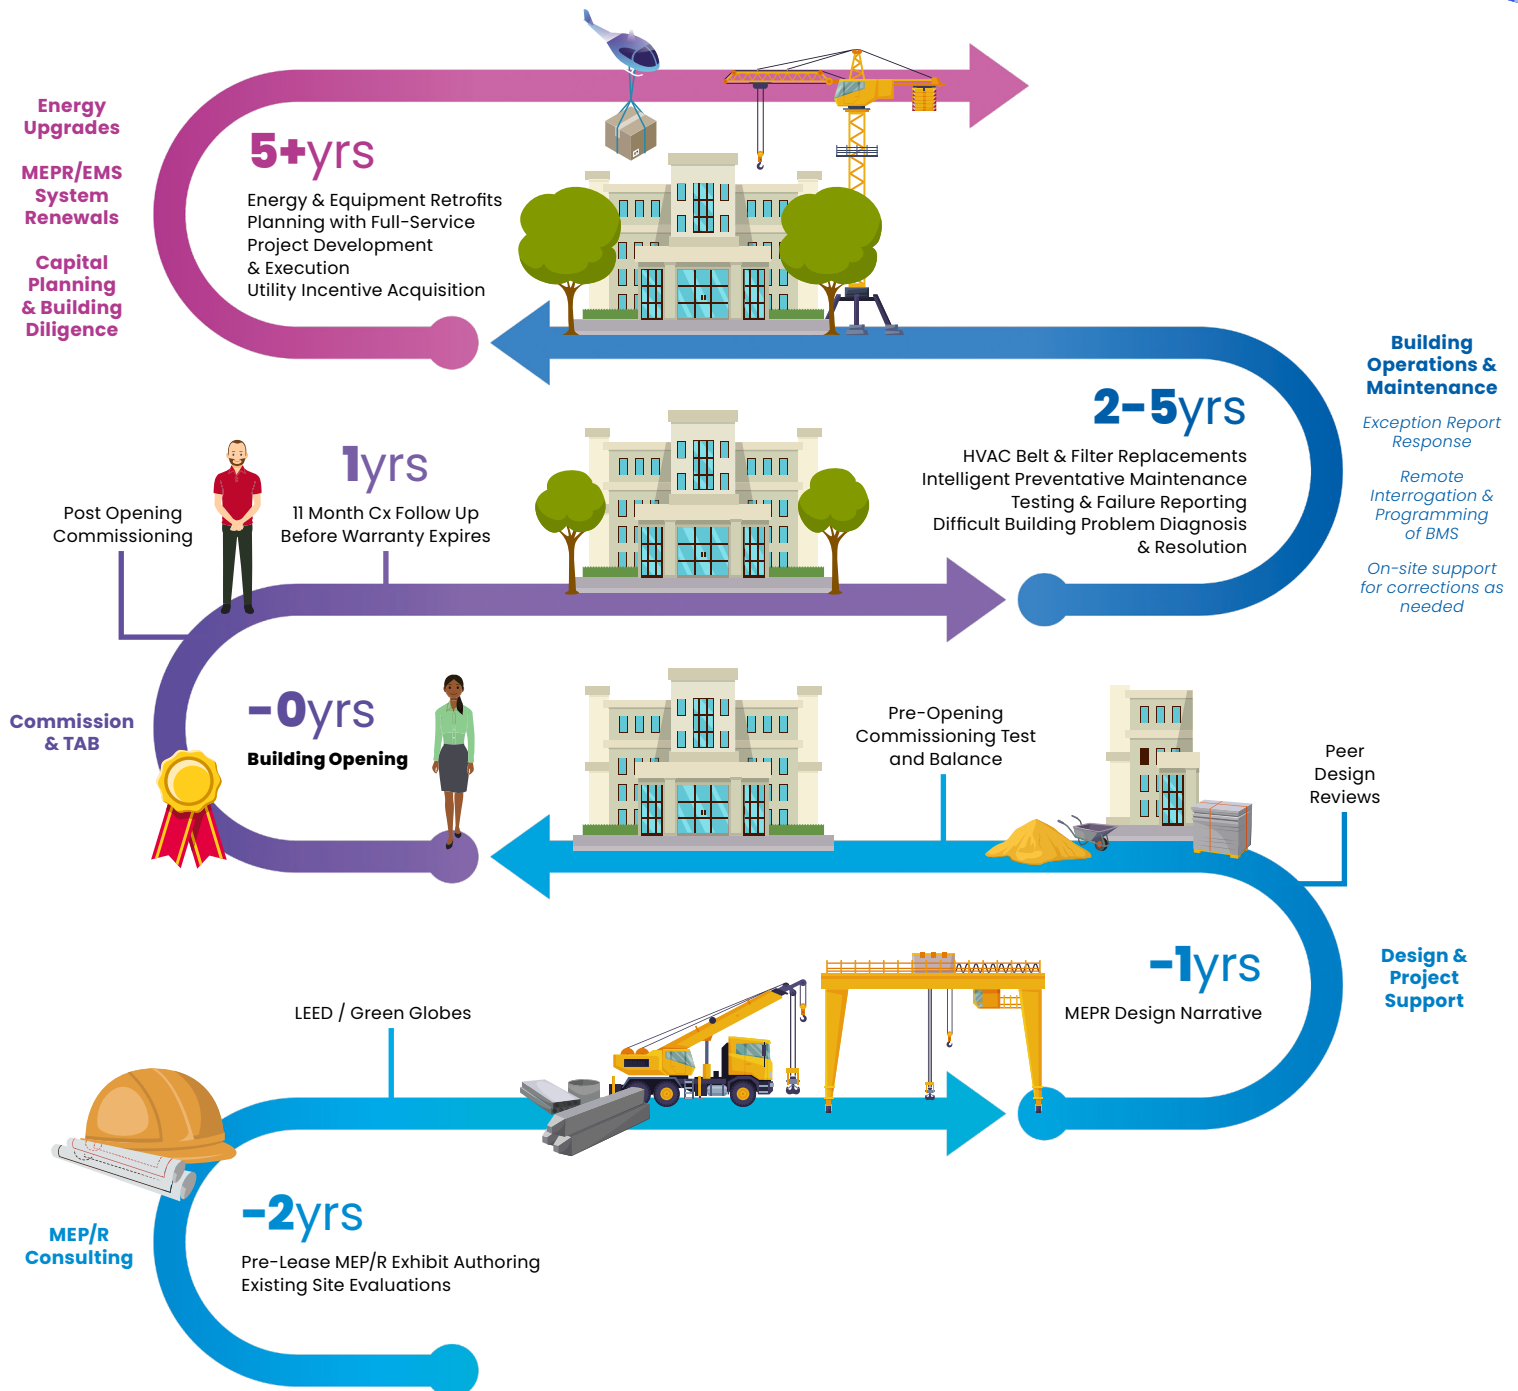 Energy
Upgrades
MEPR/EMS
System
Renewals
Capital
Planning
& Building
Diligence
5+yrs
Energy & Equipment Retrofits
Planning with Full-Service
Project Development
& Execution
Utility Incentive Acquisition
Building
Operations &
Maintenance
Exception Report
Response
Remote
Interrogation &
Programming
of BMS
On-site support
for corrections as
needed
2-5yrs
HVAC Belt & Filter Replacements
Intelligent Preventative Maintenance
Testing & Failure Reporting
Difficult Building Problem Diagnosis
& Resolution
1yrs
11 Month Cx Follow Up
Before Warranty Expires
Post Opening
Commissioning
Commission
& TAB
-0yrs
Building Opening
Pre-Opening
Commissioning Test
and Balance
Peer
Design
Reviews
Design &
Project
Support
-1yrs
MEPR Design Narrative
LEED / Green Globes
MEP/R
Consulting
-2yrs
Pre-Lease MEP/R Exhibit Authoring
Existing Site Evaluations